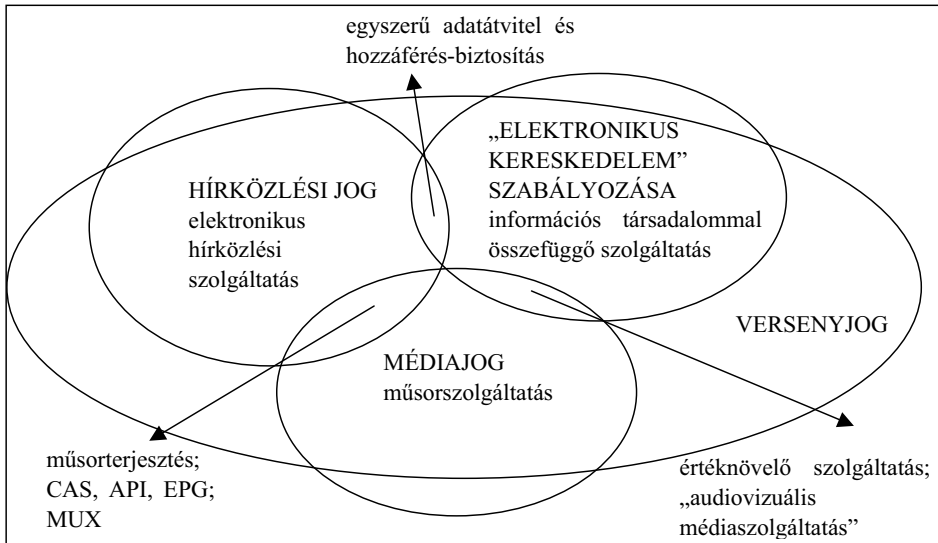 egyszerű adatátvitel és
hozzáférés-biztosítás
„ELEKTRONIKUS
KERESKEDELEM”
SZABÁLYOZÁSA
információs társadalommal
összefüggő szolgáltatás
HÍRKÖZLÉSI JOG
elektronikus
hírközlési
szolgáltatás
VERSENYJOG
MÉDIAJOG
műsorszolgáltatás
műsorterjesztés;
CAS, API, EPG;
MUX
értéknövelő szolgáltatás;
„audiovizuális
médiaszolgáltatás”